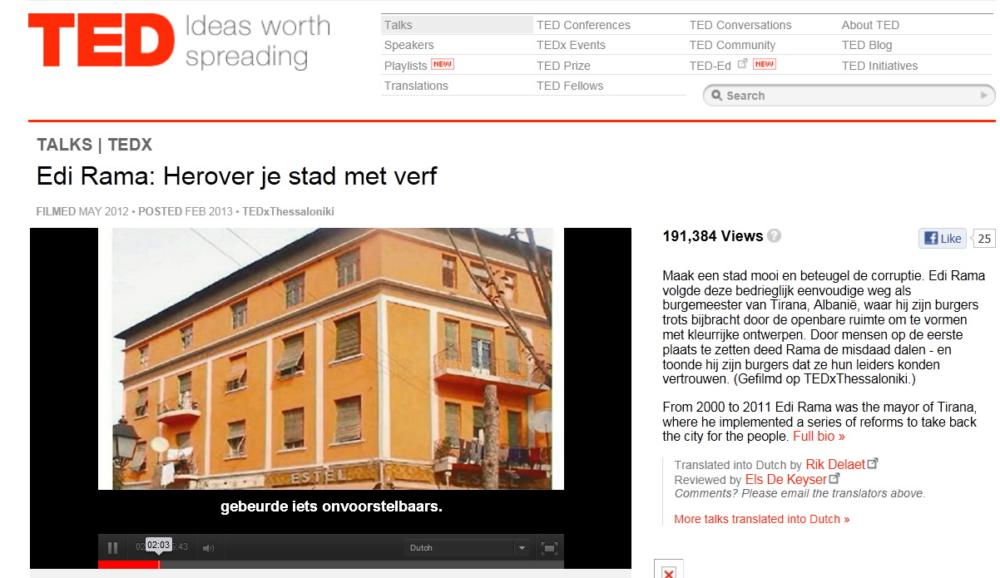 TED Ideas worth spreading
Talks TED Conferences TED Conversations About TED
Speakers TEDx Events TED Community TED Blog
Playlists NEW! TED Prize TED-Ed NEW! TED Initiatives
Translations TED Fellows
Search
TALKS | TEDX
Edi Rama: Herover je stad met verf
FILMED MAY 2012 • POSTED FEB 2013 • TEDxThessaloniki
191,384 Views ?
Like 25
Maak een stad mooi en beteugel de corruptie. Edi Rama
volgde deze bedrieglijk eenvoudige weg als
burgemeester van Tirana, Albanië, waar hij zijn burgers
trots bijbracht door de openbare ruimte om te vormen
met kleurrijke ontwerpen. Door mensen op de eerste
plaats te zetten deed Rama de misdaad dalen - en
toonde hij zijn burgers dat ze hun leiders konden
vertrouwen. (Gefilmd op TEDxThessaloniki.)
From 2000 to 2011 Edi Rama was the mayor of Tirana,
where he implemented a series of reforms to take back
the city for the people. Full bio »
Translated into Dutch by Rik Delaet
Reviewed by Els De Keyser
Comments? Please email the translators above.
More talks translated into Dutch »
ESTEL
gebeurde iets onvoorstelbaars.
02:03
Dutch